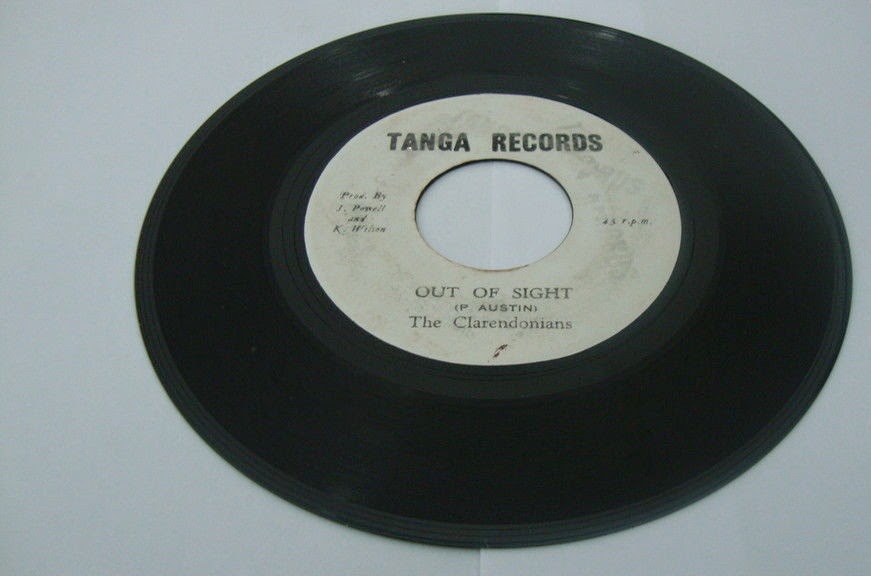 TANGA RECORDS
Prod. By
J. Powell
and
K. Wilson
45 r.p.m.
OUT OF SIGHT
(P AUSTIN)
The Clarendonians